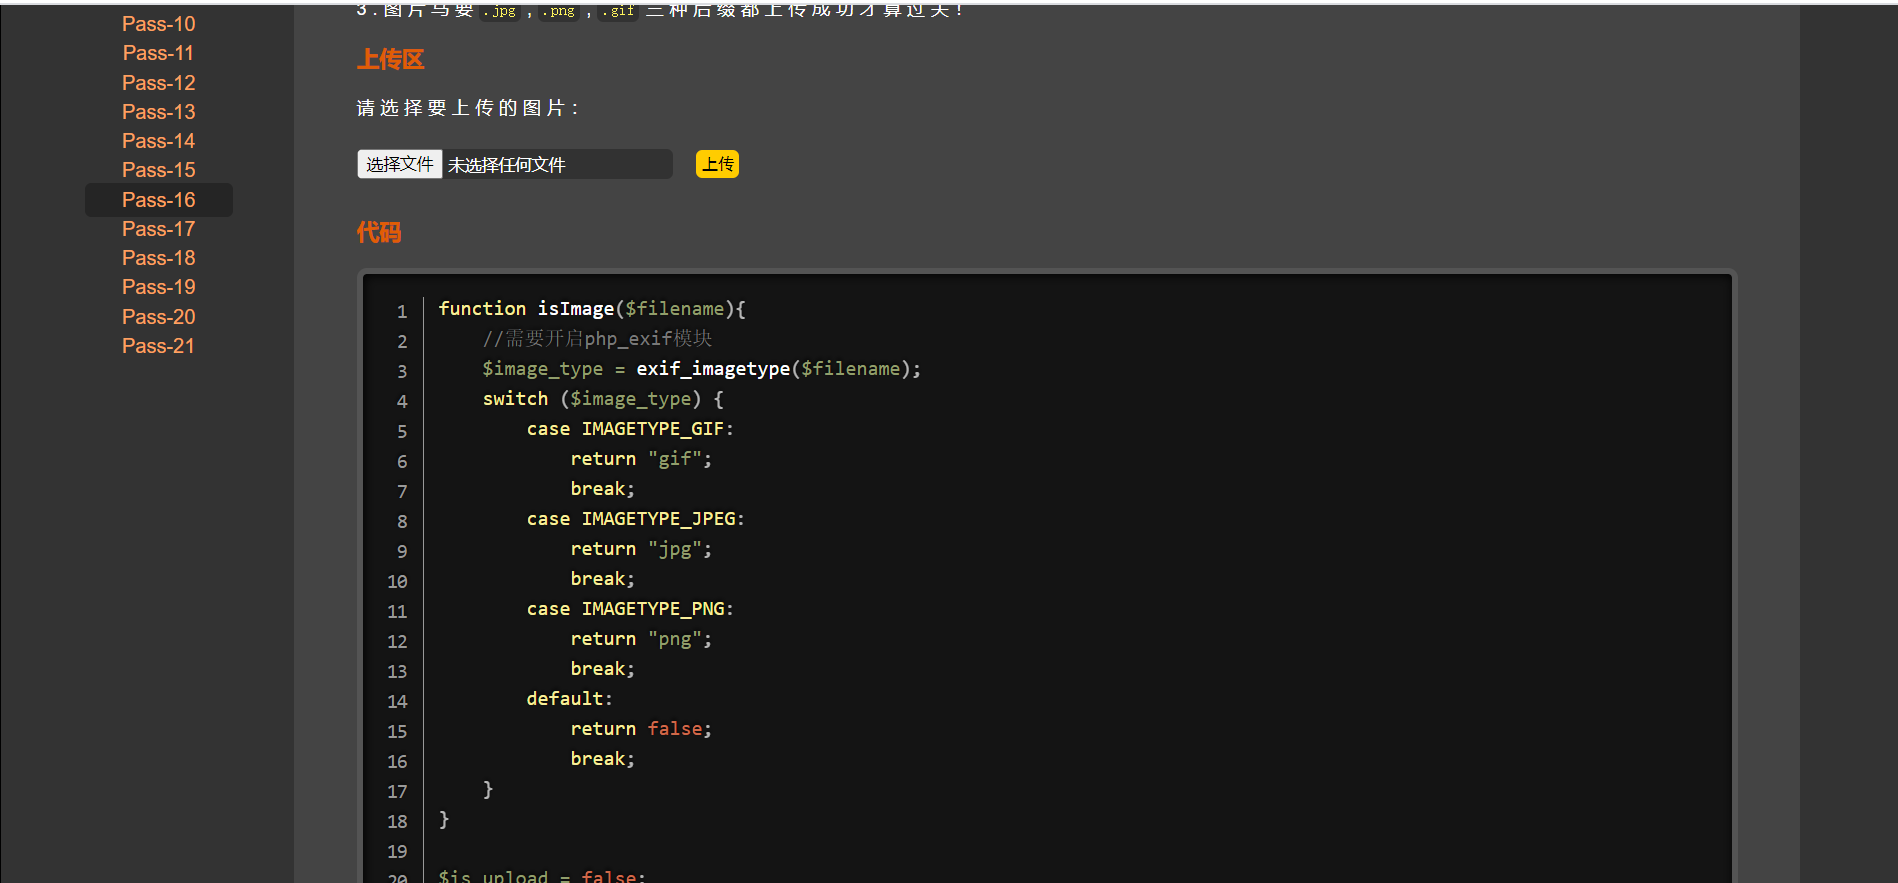 Pass-10
Pass-11
Pass-12
Pass-13
Pass-14
Pass-15
Pass-16
Pass-17
Pass-18
Pass-19
Pass-20
Pass-21
3.图片马要 .jpg , .png , .gif 三种后缀都上传成功才算过关!
上传区
请选择要上传的图片:
选择文件 未选择任何文件 上传
代码
1 function isImage($filename){
2 //需要开启php_exif模块
3 $image_type = exif_imagetype($filename);
4 switch ($image_type) {
5 case IMAGETYPE_GIF:
6 return "gif";
7 break;
8 case IMAGETYPE_JPEG:
9 return "jpg";
10 break;
11 case IMAGETYPE_PNG:
12 return "png";
13 break;
14 default:
15 return false;
16 break;
17 }
18 }
19
20 $is_upload = false;